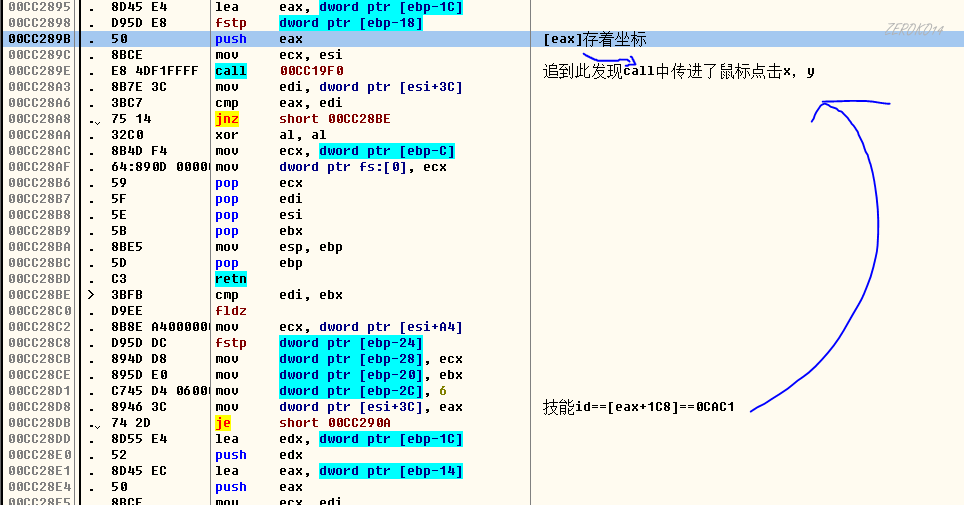 00CC2895 . 8D45 E4 lea eax, dword ptr [ebp-1C]
00CC2898 . D95D E8 fstp dword ptr [ebp-18]
ZEROKO14
00CC289B . 50 push eax [eax]存着坐标
00CC289C . 8BCE mov ecx, esi
00CC289E . E8 4DF1FFFF call 00CC19F0 追到此发现call中传进了鼠标点击x，y
00CC28A3 . 8B7E 3C mov edi, dword ptr [esi+3C]
00CC28A6 . 3BC7 cmp eax, edi
00CC28A8 . 75 14 jnz short 00CC28BE
00CC28AA . 32C0 xor al, al
00CC28AC . 8B4D F4 mov ecx, dword ptr [ebp-C]
00CC28AF . 64:890D 00000 mov dword ptr fs:[0], ecx
00CC28B6 . 59 pop ecx
00CC28B7 . 5F pop edi
00CC28B8 . 5E pop esi
00CC28B9 . 5B pop ebx
00CC28BA . 8BE5 mov esp, ebp
00CC28BC . 5D pop ebp
00CC28BD . C3 retn
00CC28BE > 3BFB cmp edi, ebx
00CC28C0 . D9EE fldz
00CC28C2 . 8B8E A4000000 mov ecx, dword ptr [esi+A4]
00CC28C8 . D95D DC fstp dword ptr [ebp-24]
00CC28CB . 894D D8 mov dword ptr [ebp-28], ecx
00CC28CE . 895D E0 mov dword ptr [ebp-20], ebx
00CC28D1 . C745 D4 06000 mov dword ptr [ebp-2C], 6
00CC28D8 . 8946 3C mov dword ptr [esi+3C], eax 技能id==[eax+1C8]==0CAC1
00CC28DB . 74 2D je short 00CC290A
00CC28DD . 8D55 E4 lea edx, dword ptr [ebp-1C]
00CC28E0 . 52 push edx
00CC28E1 . 8D45 EC lea eax, dword ptr [ebp-14]
00CC28E4 . 50 push eax
00CC28E5 . 8BCF mov ecx, edi